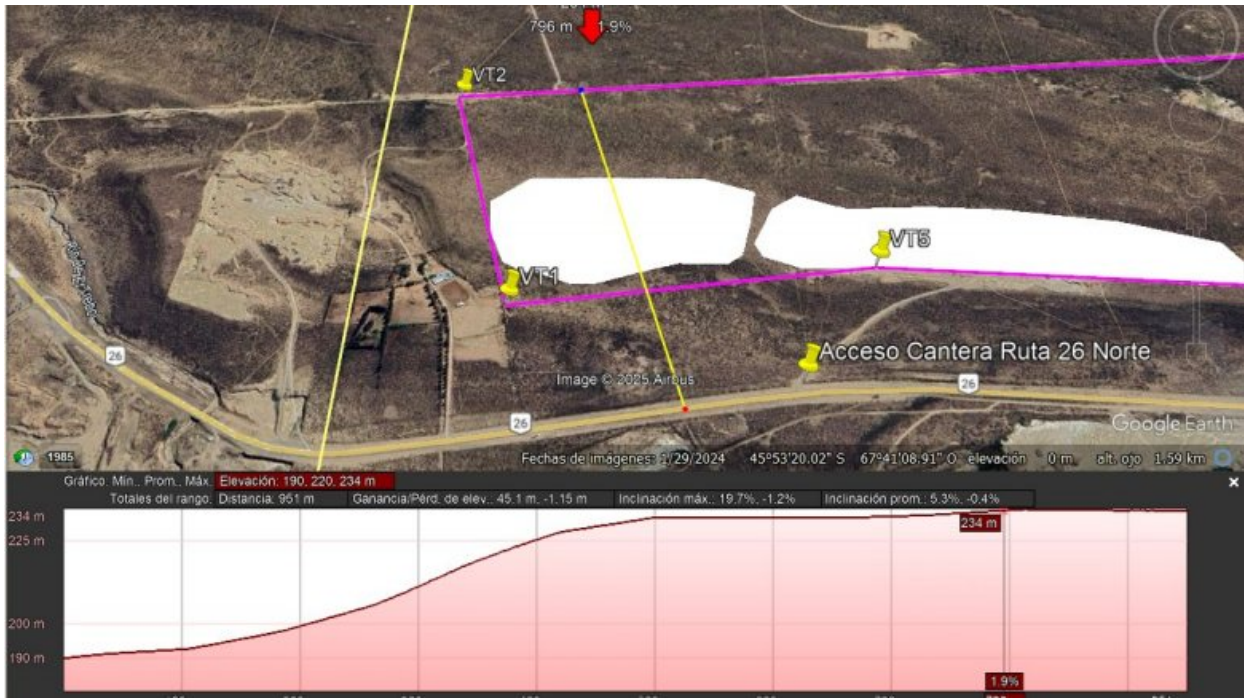 796 m 1.9%
VT2
VT1
VT5
Acceso Cantera Ruta 26 Norte
26
26
26
Image © 2025 Airbus
Google Earth
1985
Fechas de imágenes: 1/29/2024 45°53'20.02" S 67°41'08.91" O elevación 0 m alt. ojo 1.59 km
Gráfico: Mín., Prom., Máx. Elevación: 190, 220, 234 m
Totales del rango: Distancia: 951 m Ganancia/Pérd. de elev.: 45.1 m, -1.15 m Inclinación máx.: 19.7%, -1.2% Inclinación prom.: 5.3%, -0.4%
234 m
225 m
200 m
190 m
234 m
1.9%